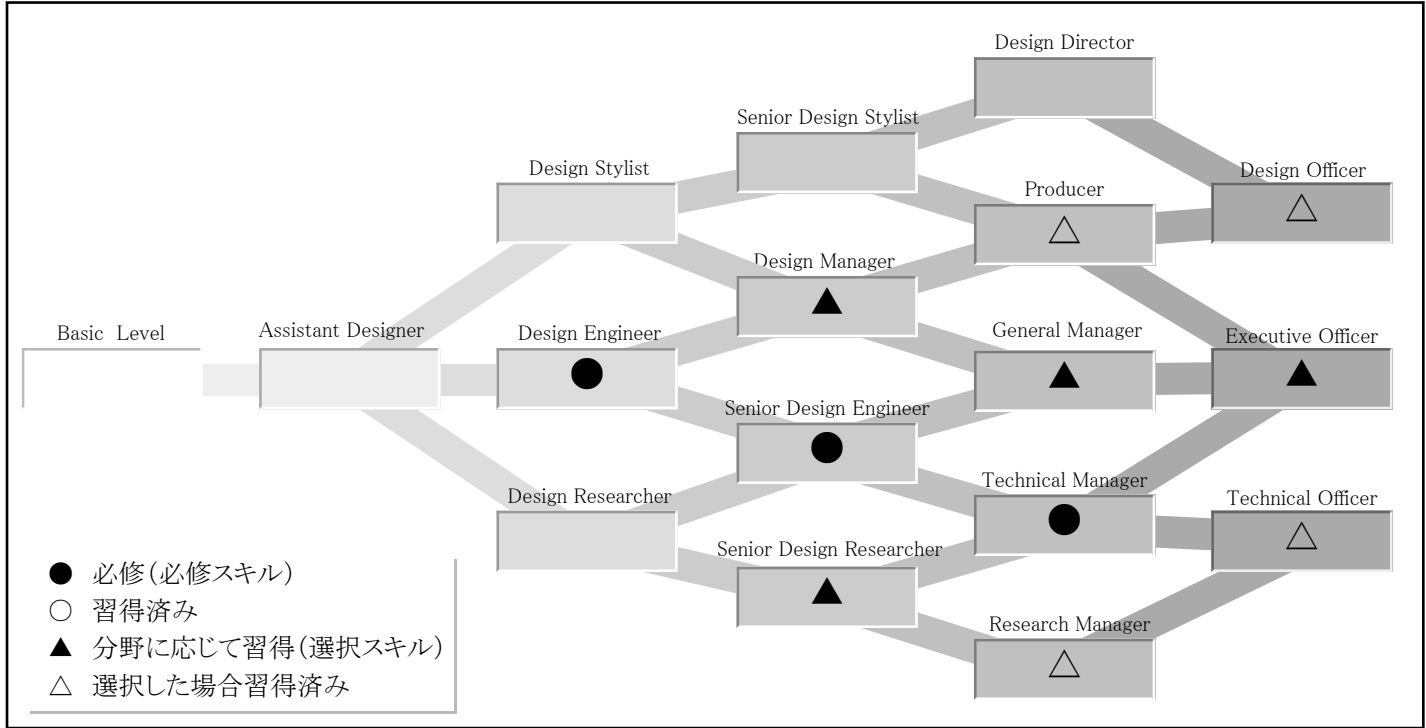 Design Director
Senior Design Stylist
Design Stylist
Producer
Design Officer
Design Manager
Basic Level
Assistant Designer
Design Engineer
General Manager
Executive Officer
Senior Design Engineer
Design Researcher
Technical Manager
Technical Officer
Senior Design Researcher
Research Manager
● 必修(必修スキル)
○ 習得済み
▲ 分野に応じて習得(選択スキル)
△ 選択した場合習得済み